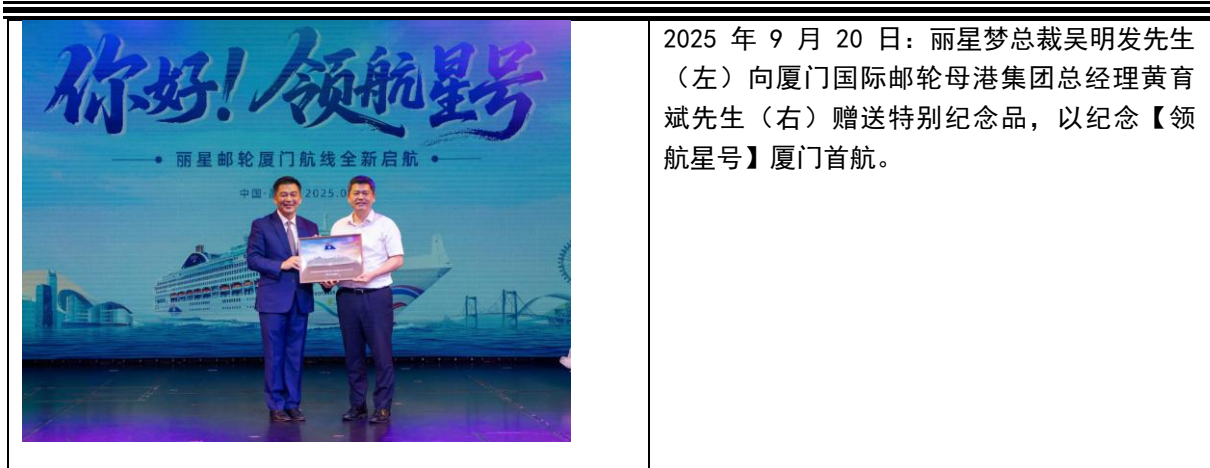 你好！领航星号
丽星邮轮厦门航线全新启航
中国·
2025.0
2025 年 9 月 20 日：丽星梦总裁吴明发先生
（左）向厦门国际邮轮母港集团总经理黄育
斌先生（右）赠送特别纪念品，以纪念【领
航星号】厦门首航。